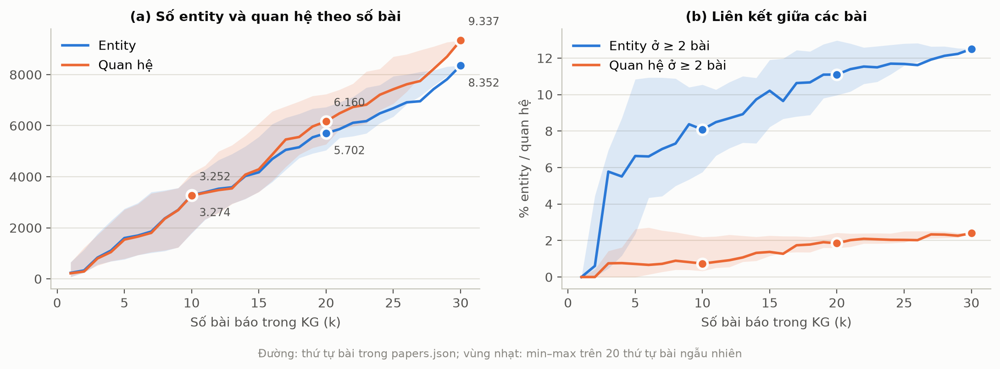 (a) Số entity và quan hệ theo số bài
9.337
Entity
Quan hệ
8.352
6.160
5.702
3.252
3.274
8000
6000
4000
2000
0
0 5 10 15 20 25 30
Số bài báo trong KG (k)
(b) Liên kết giữa các bài
Entity ở ≥ 2 bài
Quan hệ ở ≥ 2 bài
% entity / quan hệ
12
10
8
6
4
2
0
0 5 10 15 20 25 30
Số bài báo trong KG (k)
Đường: thứ tự bài trong papers.json; vùng nhạt: min–max trên 20 thứ tự bài ngẫu nhiên